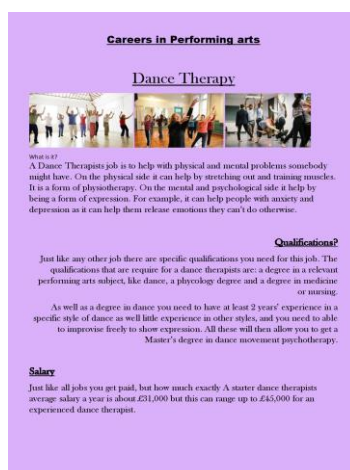 Careers in Performing arts
Dance Therapy
What is it?
A Dance Therapists job is to help with physical and mental problems somebody
might have. On the physical side it can help by stretching out and training muscles.
It is a form of physiotherapy. On the mental and psychological side it help by
being a form of expression. For example, it can help people with anxiety and
depression as it can help them release emotions they can't do otherwise.
Qualifications?
Just like any other job there are specific qualifications you need for this job. The
qualifications that are require for a dance therapists are: a degree in a relevant
performing arts subject, like dance, a phycology degree and a degree in medicine
or nursing.
As well as a degree in dance you need to have at least 2 years' experience in a
specific style of dance as well little experience in other styles, and you need to able
to improvise freely to show expression. All these will then allow you to get a
Master's degree in dance movement psychotherapy.
Salary
Just like all jobs you get paid, but how much exactly A starter dance therapists
average salary a year is about £31,000 but this can range up to £45,000 for an
experienced dance therapist.